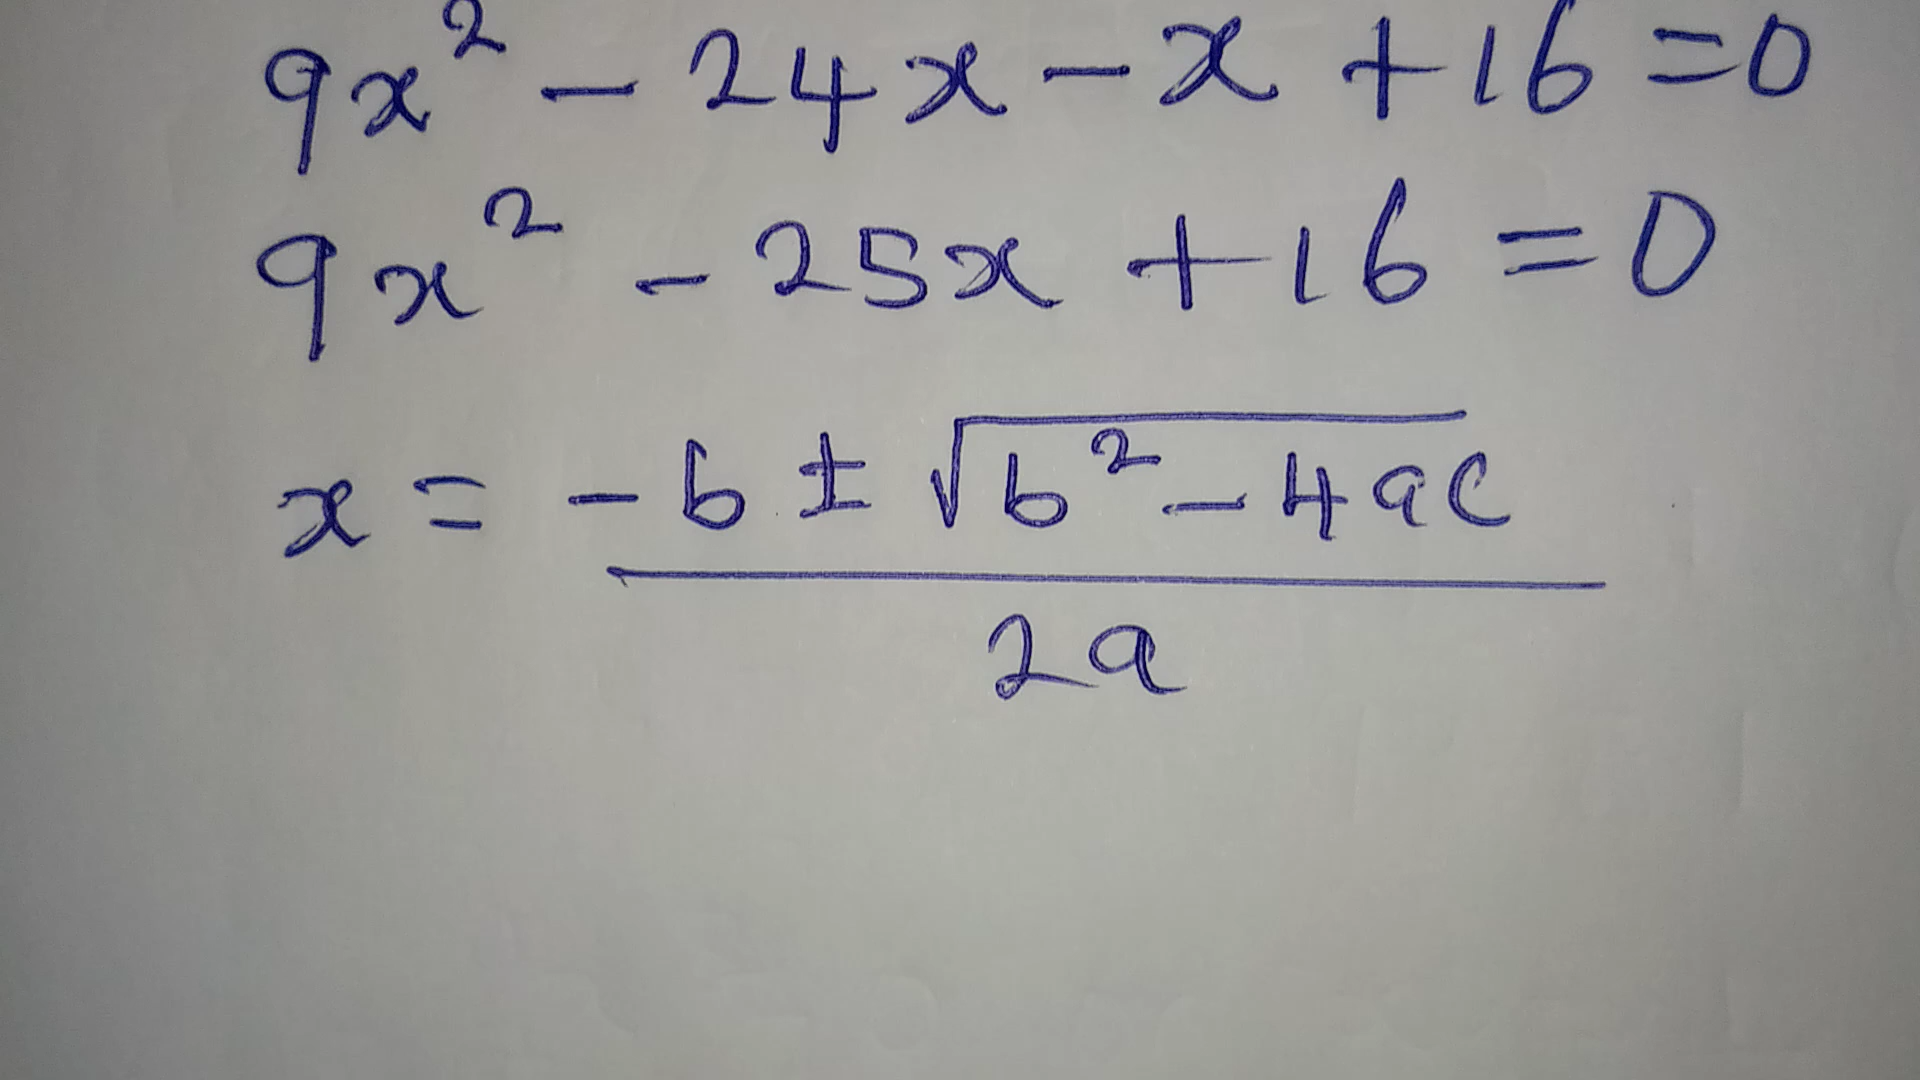 9x² - 24x - x + 16 = 0
9x² - 25x + 16 = 0
x = -b ± √b² - 4ac
2a